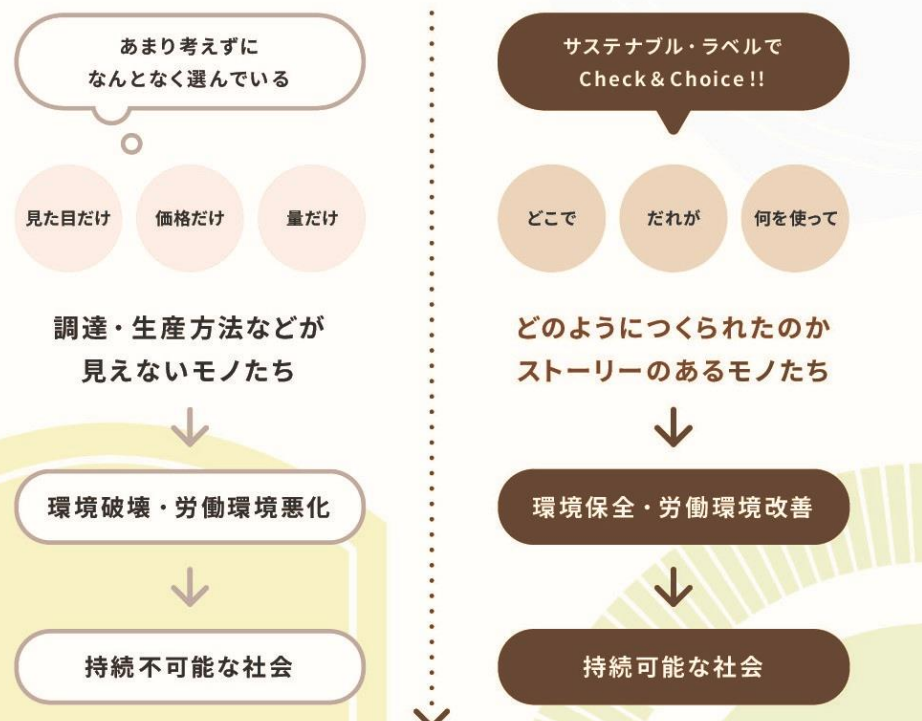 あまり考えずに
なんとなく選んでいる
見た目だけ
価格だけ
量だけ
調達・生産方法などが
見えないモノたち
環境破壊・労働環境悪化
持続不可能な社会
サステナブル・ラベルで
Check&Choice!!
どこで
だれが
何を使って
どのようにつくられたのか
ストーリーのあるモノたち
環境保全・労働環境改善
持続可能な社会